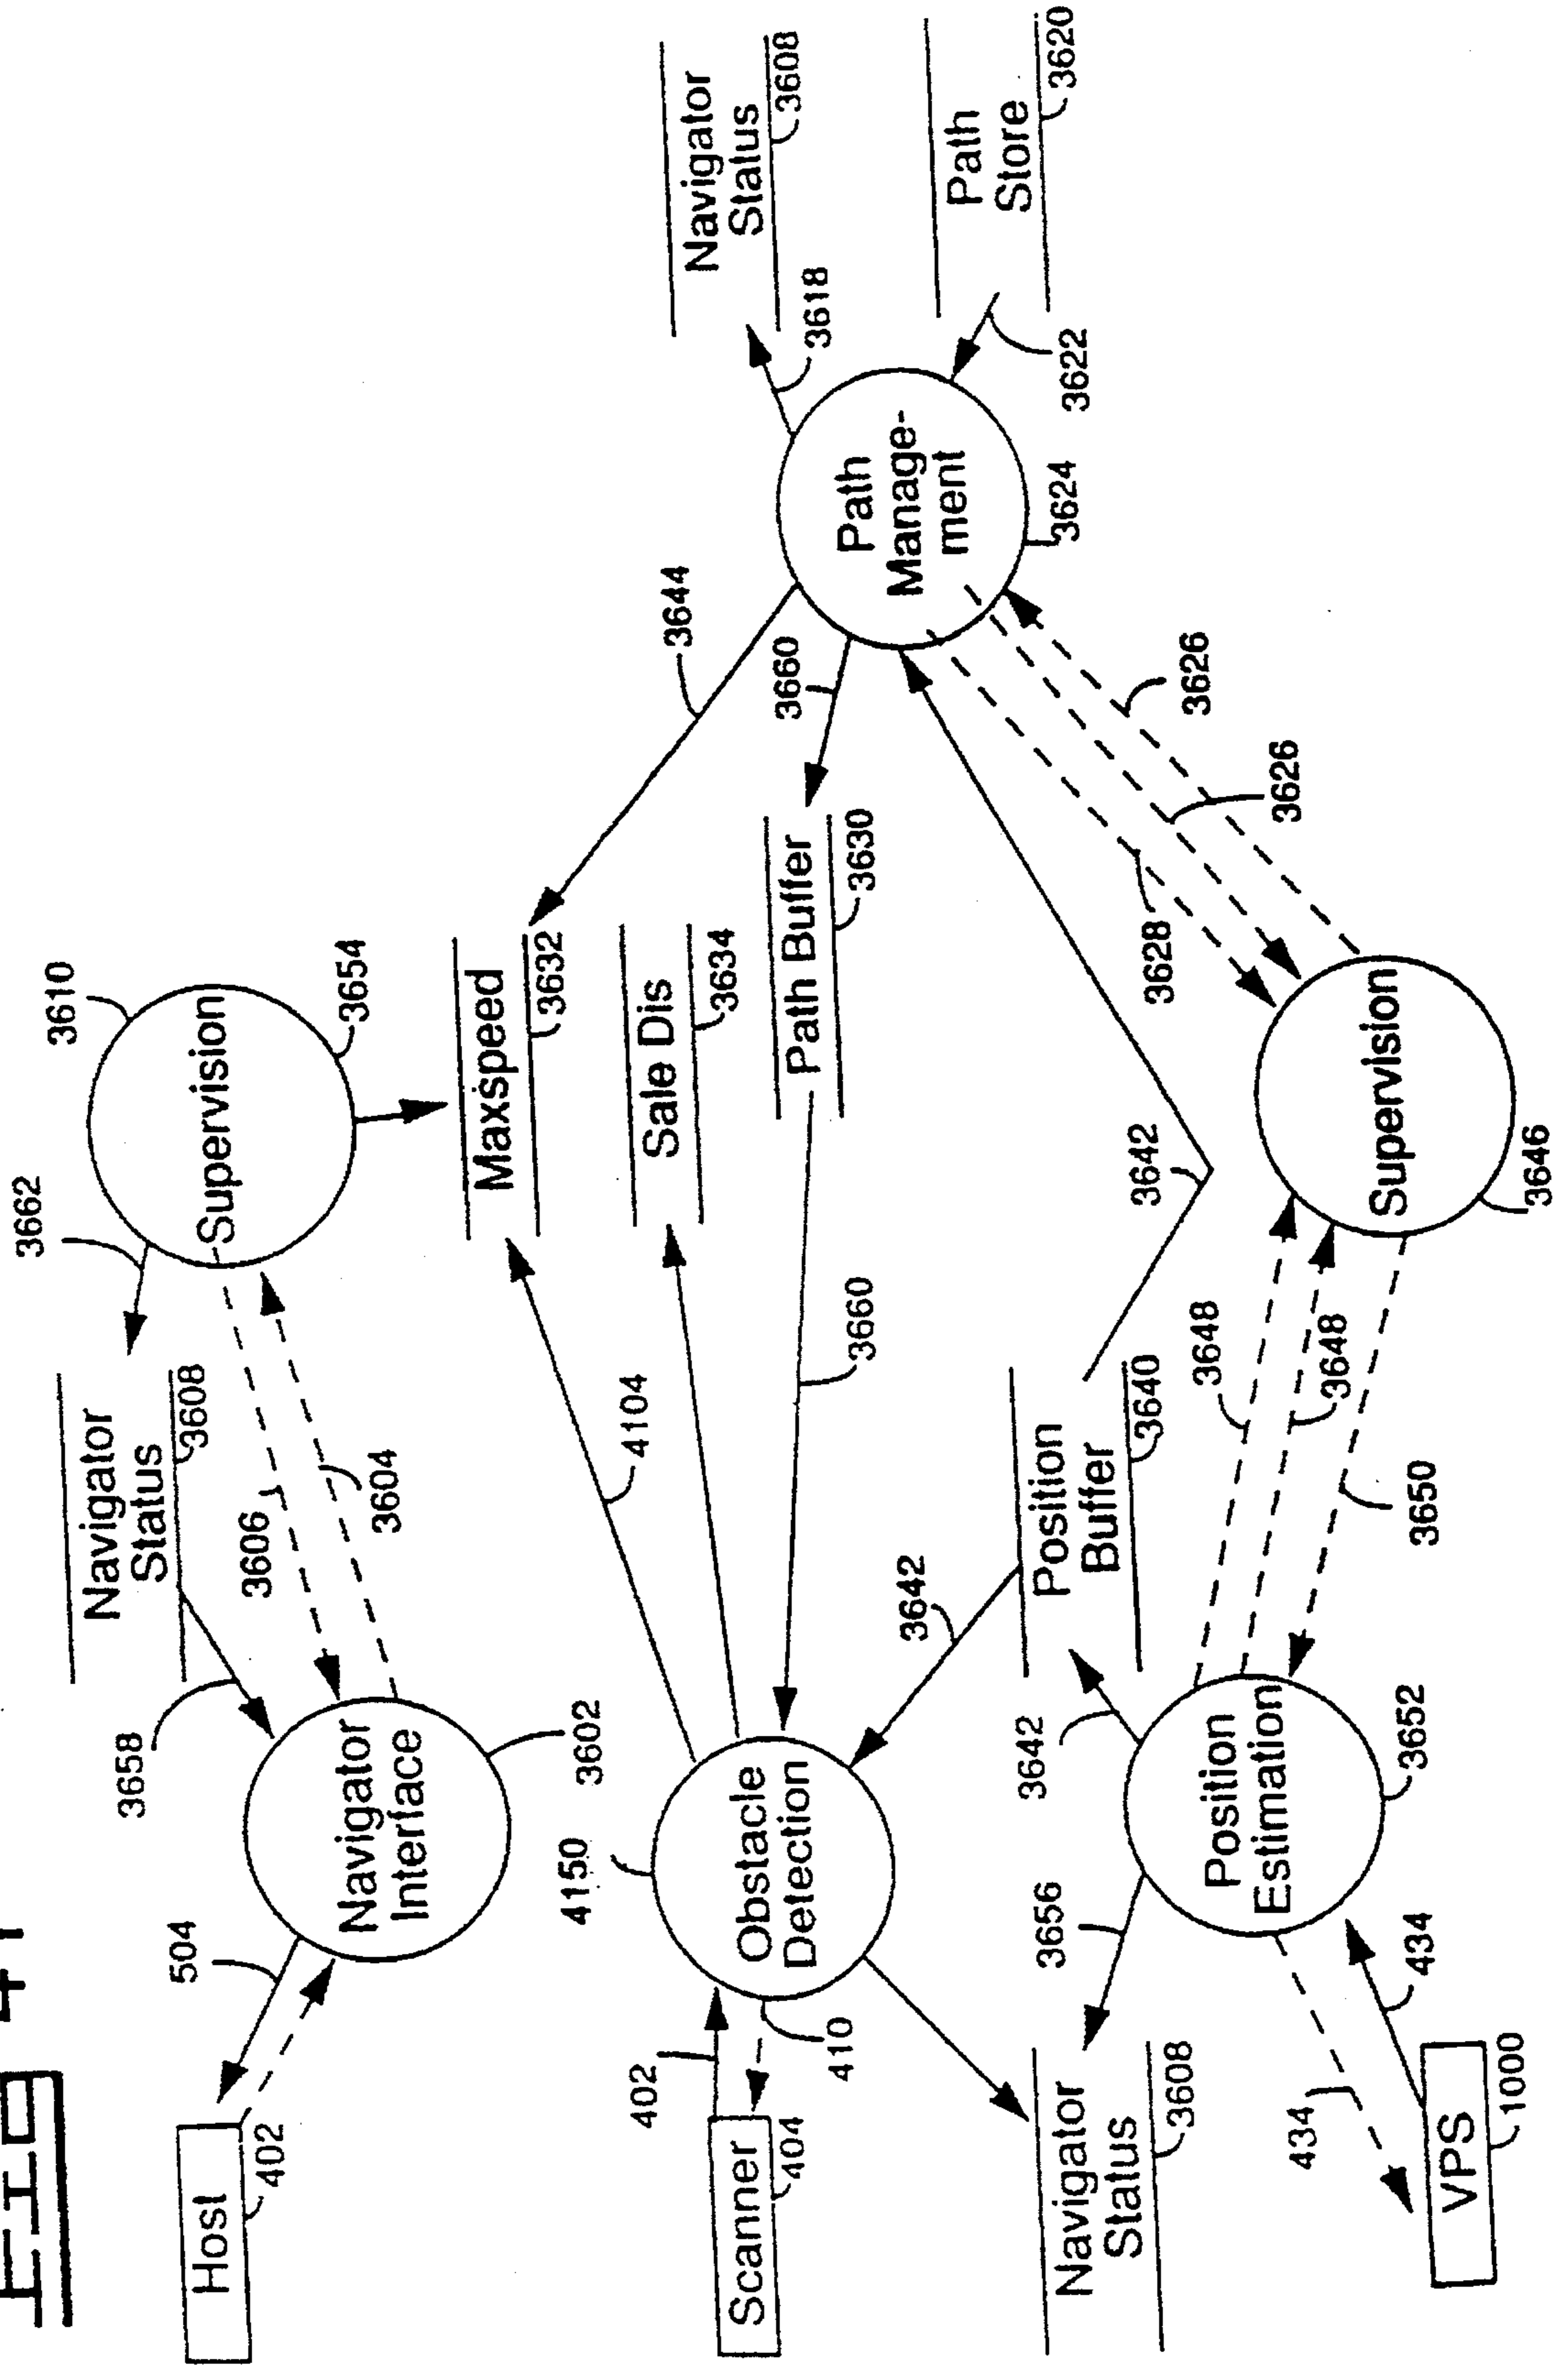 Host
402
504
Navigator
Interface
3602
3658
Navigator
Status
3608
3606
3604
3662
Supervision
3610
3654
Maxspeed
3632
Sale Dis
3634
Path Buffer
3630
3644
3660
Navigator
Status
3608
3618
Path
Store
3620
3622
Path
Manage-
ment
3624
Scanner
404
402
410
4150
Obstacle
Detection
4104
3660
3642
3642
Position
Buffer
3640
3642
Navigator
Status
3608
3656
Position
Estimation
3652
VPS
1000
434
434
3648
3648
3650
Supervision
3646
3628
3626
3626